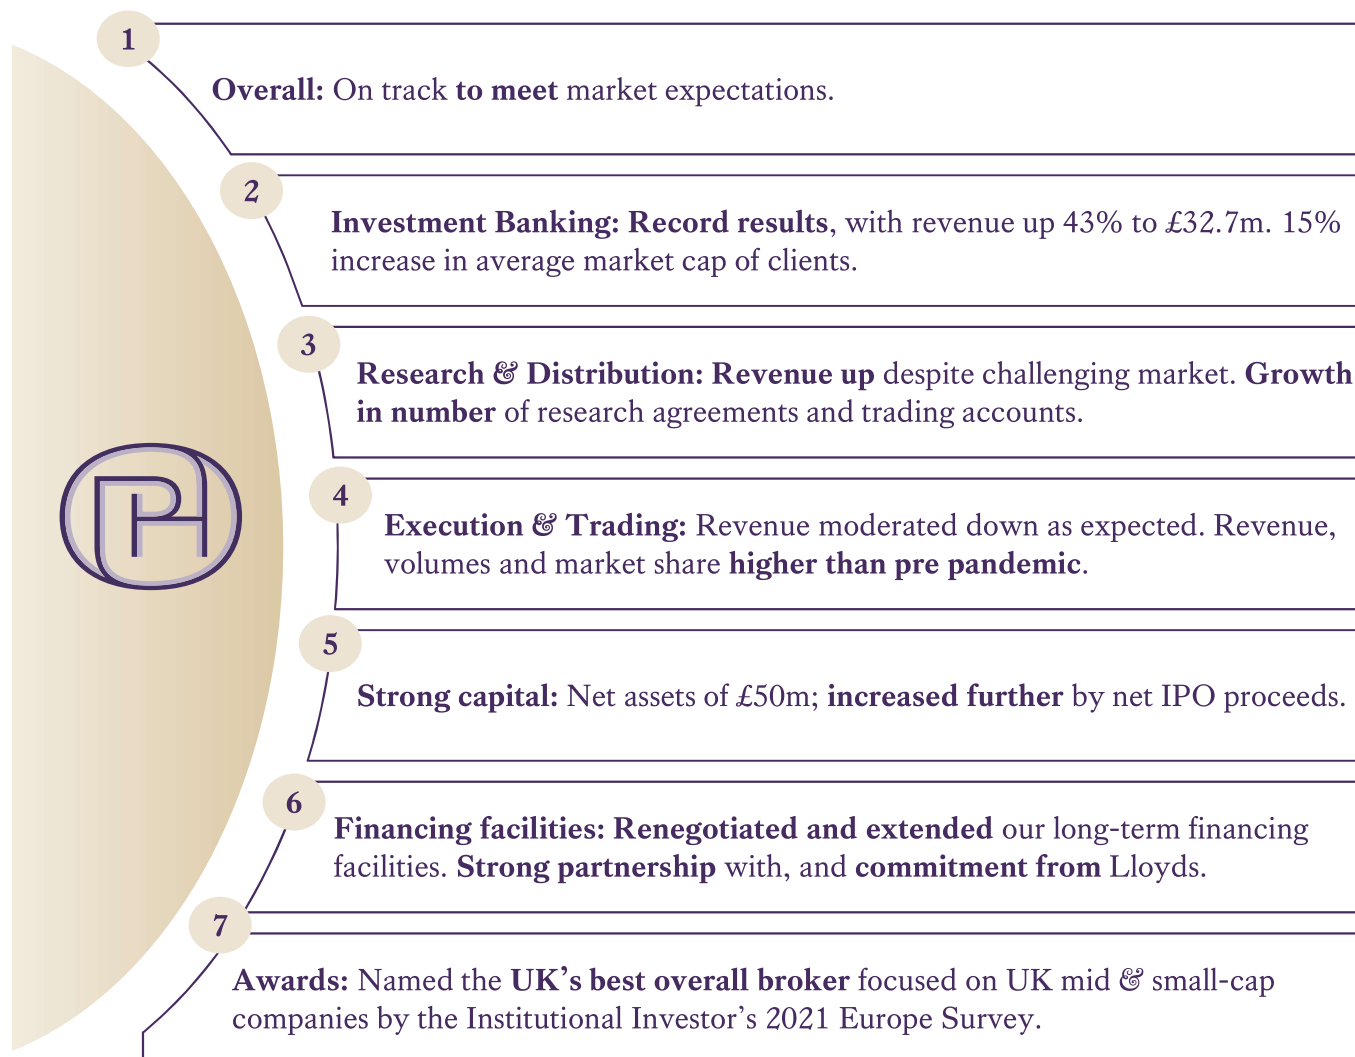 1
Overall: On track to meet market expectations.
2
Investment Banking: Record results, with revenue up 43% to £32.7m. 15%
increase in average market cap of clients.
3
Research & Distribution: Revenue up despite challenging market. Growth
in number of research agreements and trading accounts.
4
Execution & Trading: Revenue moderated down as expected. Revenue,
volumes and market share higher than pre pandemic.
5
Strong capital: Net assets of £50m; increased further by net IPO proceeds.
6
Financing facilities: Renegotiated and extended our long-term financing
facilities. Strong partnership with, and commitment from Lloyds.
7
Awards: Named the UK’s best overall broker focused on UK mid & small-cap
companies by the Institutional Investor’s 2021 Europe Survey.
PH